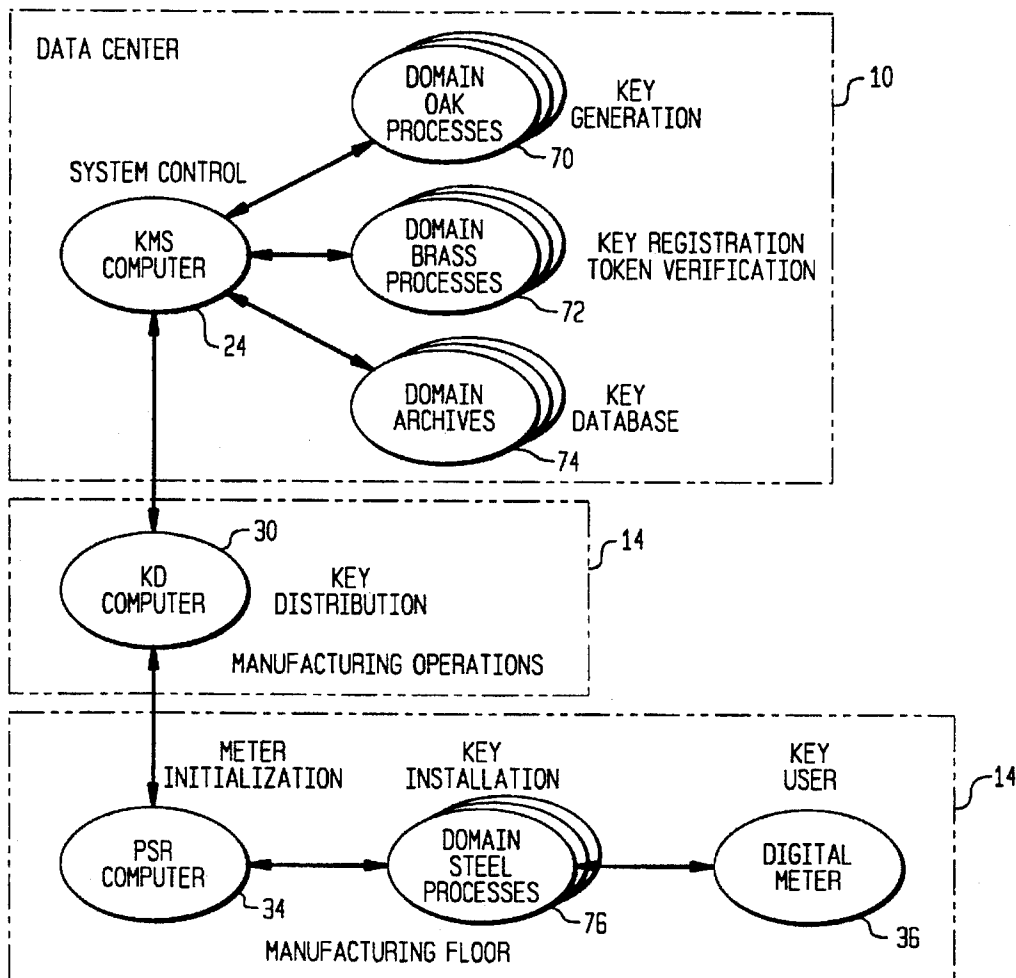 DATA CENTER
10
DOMAIN
OAK
PROCESSES
70
KEY
GENERATION
SYSTEM CONTROL
KMS
COMPUTER
24
DOMAIN
BRASS
PROCESSES
72
KEY REGISTRATION
TOKEN VERIFICATION
DOMAIN
ARCHIVES
74
KEY
DATABASE
30
14
KD
COMPUTER
KEY
DISTRIBUTION
MANUFACTURING OPERATIONS
METER
INITIALIZATION
KEY
INSTALLATION
KEY
USER
14
PSR
COMPUTER
34
DOMAIN
STEEL
PROCESSES
76
DIGITAL
METER
36
MANUFACTURING FLOOR